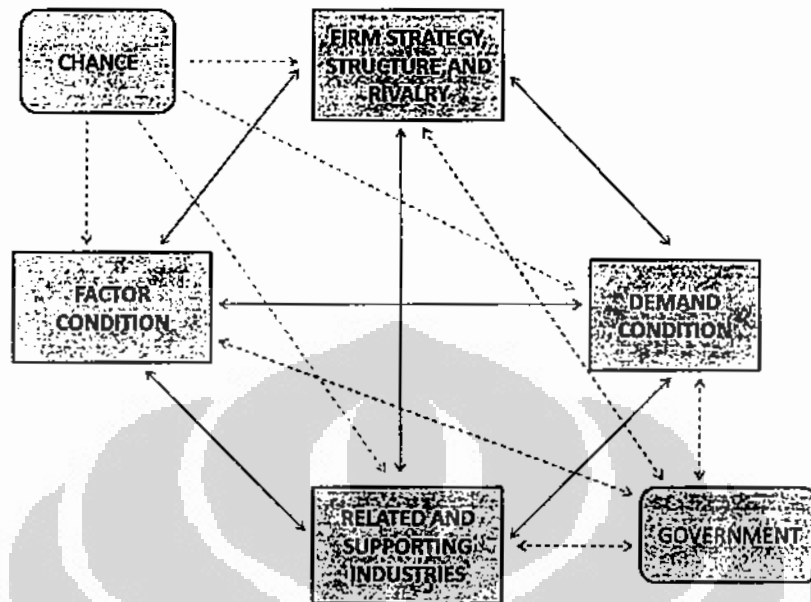 CHANCE
FIRM STRATEGY,
STRUCTURE AND
RIVALRY
FACTOR
CONDITION
DEMAND
CONDITION
RELATED AND
SUPPORTING
INDUSTRIES
GOVERNMENT